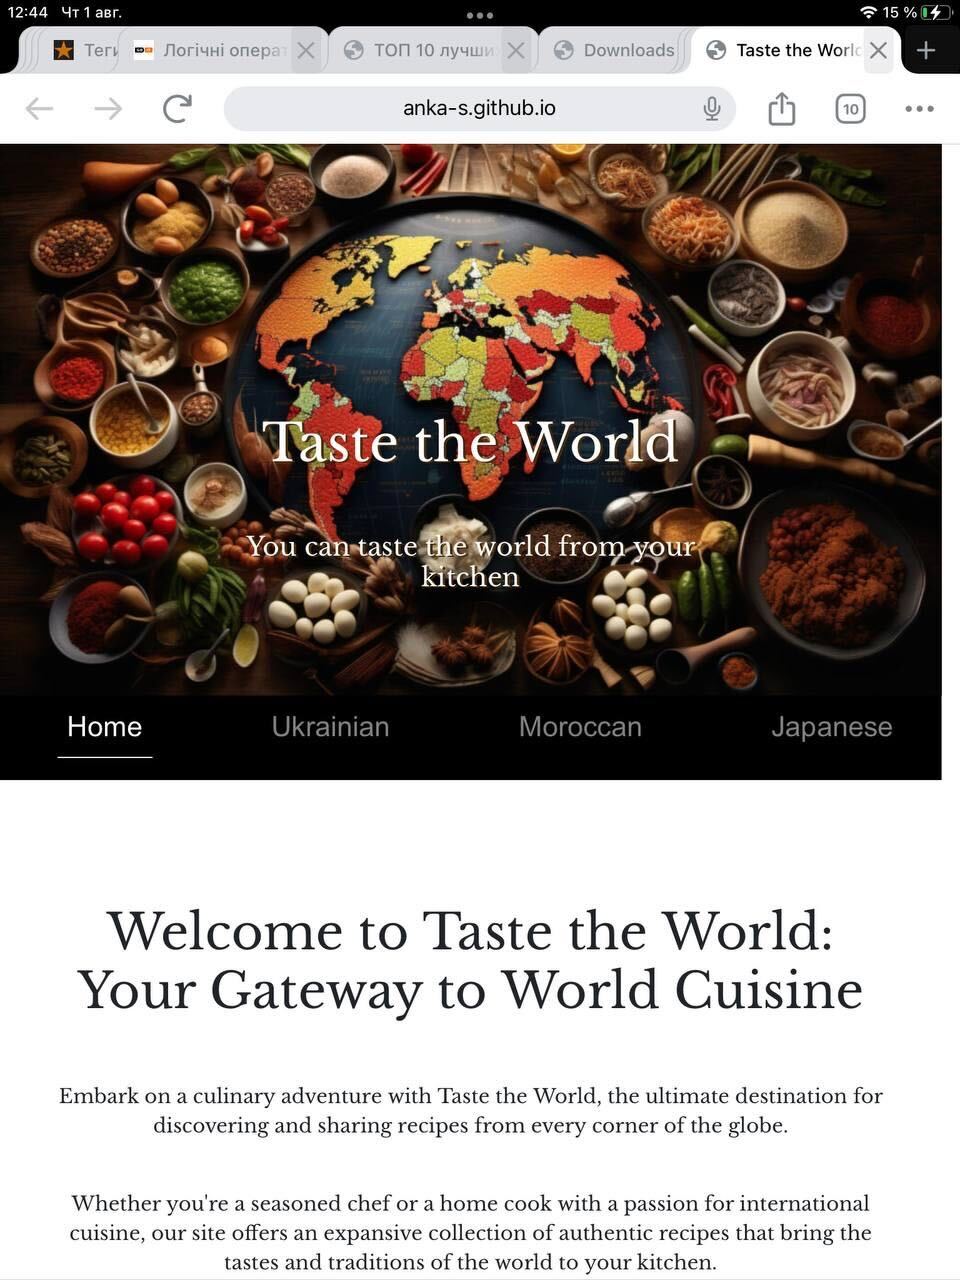 12:44 Чт 1 авг.
15 %
Теги
Логічні операт
ТОП 10 лучши
Downloads
Taste the World
anka-s.github.io
10
Taste the World
You can taste the world from your
kitchen
Home Ukrainian Moroccan Japanese
Welcome to Taste the World:
Your Gateway to World Cuisine
Embark on a culinary adventure with Taste the World, the ultimate destination for
discovering and sharing recipes from every corner of the globe.
Whether you're a seasoned chef or a home cook with a passion for international
cuisine, our site offers an expansive collection of authentic recipes that bring the
tastes and traditions of the world to your kitchen.